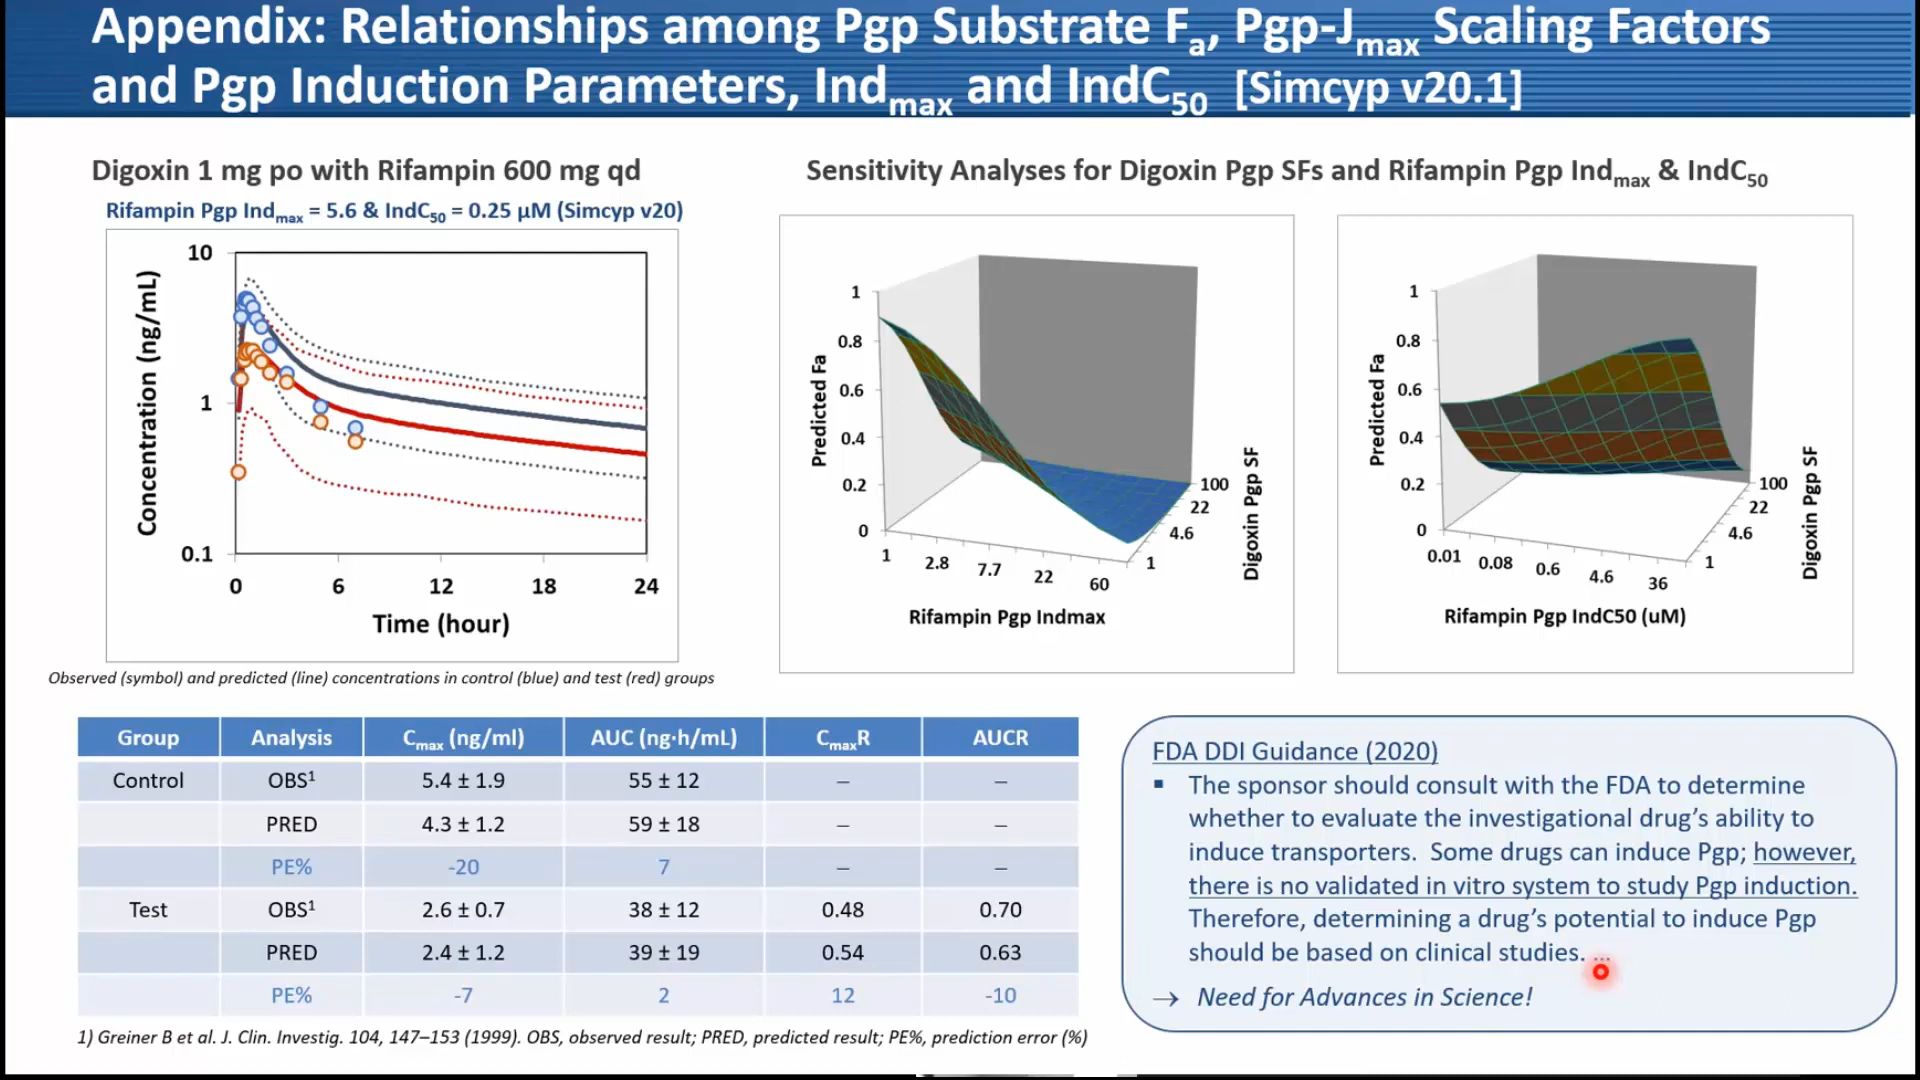 Appendix: Relationships among Pgp Substrate Fa, Pgp-Jmax Scaling Factors
and Pgp Induction Parameters, Indmax and IndC50 [Simcyp v20.1]
Digoxin 1 mg po with Rifampin 600 mg qd
Rifampin Pgp Indmax = 5.6 & IndC50 = 0.25 µM (Simcyp v20)
Concentration (ng/mL)
10
1
0.1
0 6 12 18 24
Time (hour)
Observed (symbol) and predicted (line) concentrations in control (blue) and test (red) groups
Sensitivity Analyses for Digoxin Pgp SFs and Rifampin Pgp Indmax & IndC50
Predicted Fa
1
0.8
0.6
0.4
0.2
0
1 2.8 7.7 22 60
Rifampin Pgp Indmax
100
22
4.6
1
Digoxin Pgp SF
Predicted Fa
1
0.8
0.6
0.4
0.2
0
0.01 0.08 0.6 4.6 36
Rifampin Pgp IndC50 (uM)
100
22
4.6
1
Digoxin Pgp SF
Group Analysis Cmax (ng/ml) AUC (ng·h/mL) CmaxR AUCR
Control OBS1 5.4 ± 1.9 55 ± 12 – –
PRED 4.3 ± 1.2 59 ± 18 – –
PE% -20 7 – –
Test OBS1 2.6 ± 0.7 38 ± 12 0.48 0.70
PRED 2.4 ± 1.2 39 ± 19 0.54 0.63
PE% -7 2 12 -10
1) Greiner B et al. J. Clin. Investig. 104, 147–153 (1999). OBS, observed result; PRED, predicted result; PE%, prediction error (%)
FDA DDI Guidance (2020)
▪ The sponsor should consult with the FDA to determine
whether to evaluate the investigational drug’s ability to
induce transporters. Some drugs can induce Pgp; however,
there is no validated in vitro system to study Pgp induction.
Therefore, determining a drug’s potential to induce Pgp
should be based on clinical studies. ...
→ Need for Advances in Science!